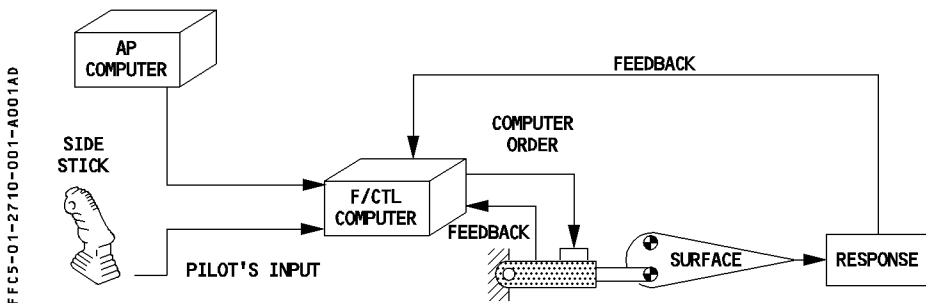 AP
COMPUTER
FEEDBACK
SIDE
STICK
COMPUTER
ORDER
F/CTL
COMPUTER
FEEDBACK
PILOT'S INPUT
SURFACE
RESPONSE
FFC5-01-2710-001-A001AD